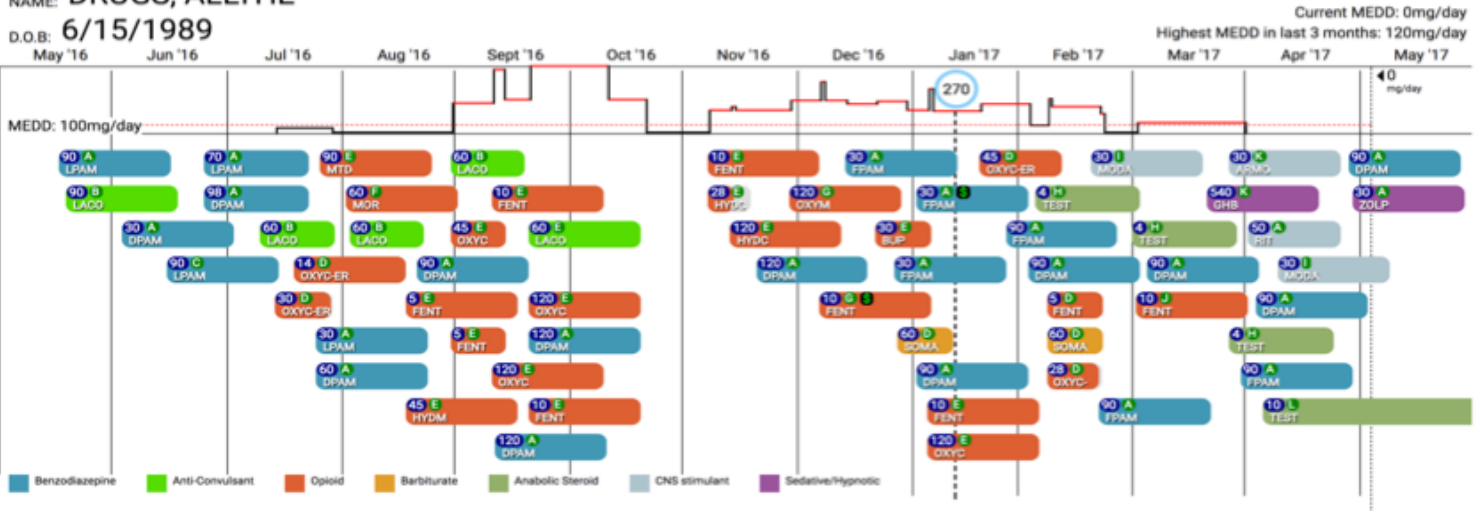 NAME: DRUGS, ALLTHE
Current MEDD: 0mg/day
D.O.B: 6/15/1989
Highest MEDD in last 3 months: 120mg/day
May '16 Jun '16 Jul '16 Aug '16 Sept '16 Oct '16 Nov '16 Dec '16 Jan '17 Feb '17 Mar '17 Apr '17 May '17
270
0
mg/day
MEDD: 100mg/day
90 A 70 A 90 E 60 B 10 E 30 A 45 D 30 I 30 K 90 A
LPAM LPAM MTD LACO FENT FPAM OXYC-ER MODA ARMO DPAM
90 B 98 A 60 F 10 E 28 E 120 G 30 A $ 4 H 540 K 30 A
LACO DPAM MOR FENT HYDC OXYM FPAM TEST GHB ZOLP
30 A 60 B 60 B 45 E 60 E 120 E 30 E 90 A 4 H 50 A
DPAM LACO LACO OXYC LACO HYDC BUP FPAM TEST RIT
90 C 14 D 90 A 120 A 30 A 90 A 90 A 30 I
LPAM OXYC-ER DPAM DPAM FPAM DPAM DPAM MODA
30 D 5 E 120 E 10 G $ 5 D 10 J 90 A
OXYC-ER FENT OXYC FENT FENT FENT DPAM
30 A 5 E 120 A 60 D 60 D 4 H
LPAM FENT DPAM SOMA SOMA TEST
60 A 120 E 90 A 28 D 90 A
DPAM OXYC DPAM OXYC- FPAM
45 E 10 E 10 E 90 A 10 L
HYDM FENT FENT FPAM TEST
120 A 120 E
DPAM OXYC
Benzodiazepine Anti-Convulsant Opioid Barbiturate Anabolic Steroid CNS stimulant Sedative/Hypnotic